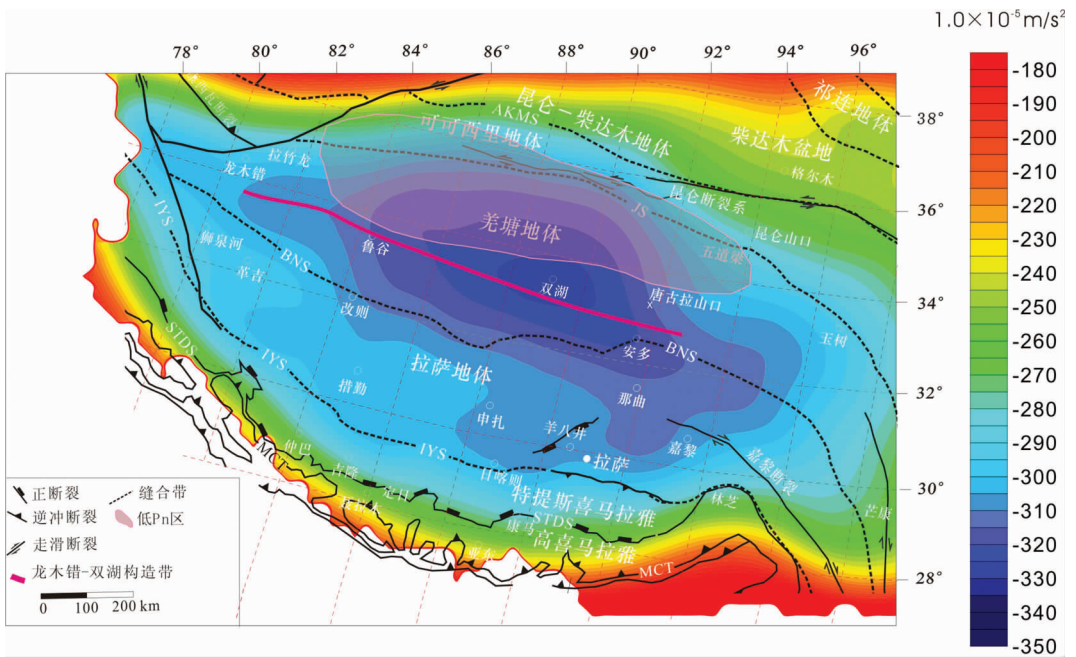 1.0×10⁻⁵m/s²
78°
80°
82°
84°
86°
88°
90°
92°
94°
96°
38°
36°
34°
32°
30°
28°
-180
-190
-200
-210
-220
-230
-240
-250
-260
-270
-280
-290
-300
-310
-320
-330
-340
-350
祁连地体
昆仑－柴达木地体
柴达木盆地
格尔木
AKMS
可可西里地体
拉竹龙
龙木错
昆仑断裂系
JS
昆仑山口
五道梁
羌塘地体
IYS
狮泉河
革吉
BNS
鲁谷
双湖
唐古拉山口
改则
BNS
玉树
安多
STDS
IYS
拉萨地体
措勤
那曲
申扎
羊八井
嘉黎
嘉黎断裂
拉萨
IYS
日喀则
仲巴
MCT
吉隆
定日
聂拉木
特提斯喜马拉雅
STDS
康马
高喜马拉雅
亚东
林芝
芒康
MCT
正断裂
缝合带
逆冲断裂
低Pn区
走滑断裂
龙木错-双湖构造带
0 100 200 km